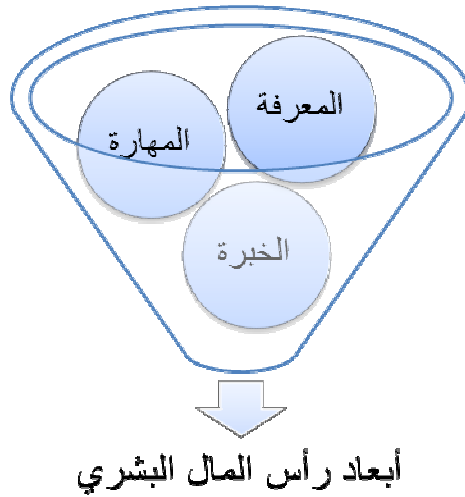 المعرفة
المهارة
الخبرة
أبعاد رأس المال البشري